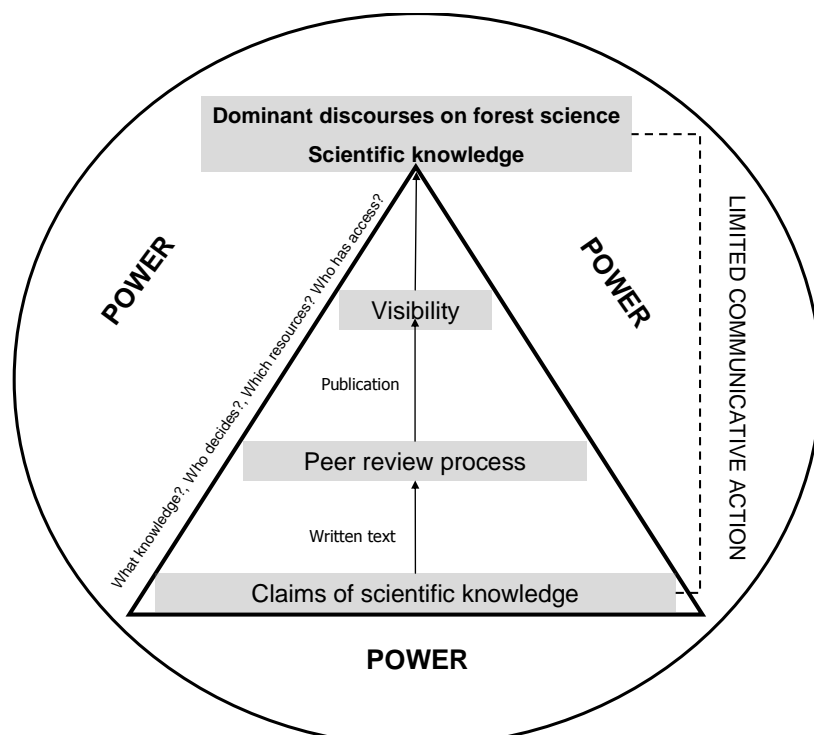 Dominant discourses on forest science
Scientific knowledge
What knowledge?, Who decides?, Which resources? Who has access?
POWER
POWER
LIMITED COMMUNICATIVE ACTION
Visibility
Publication
Peer review process
Written text
Claims of scientific knowledge
POWER